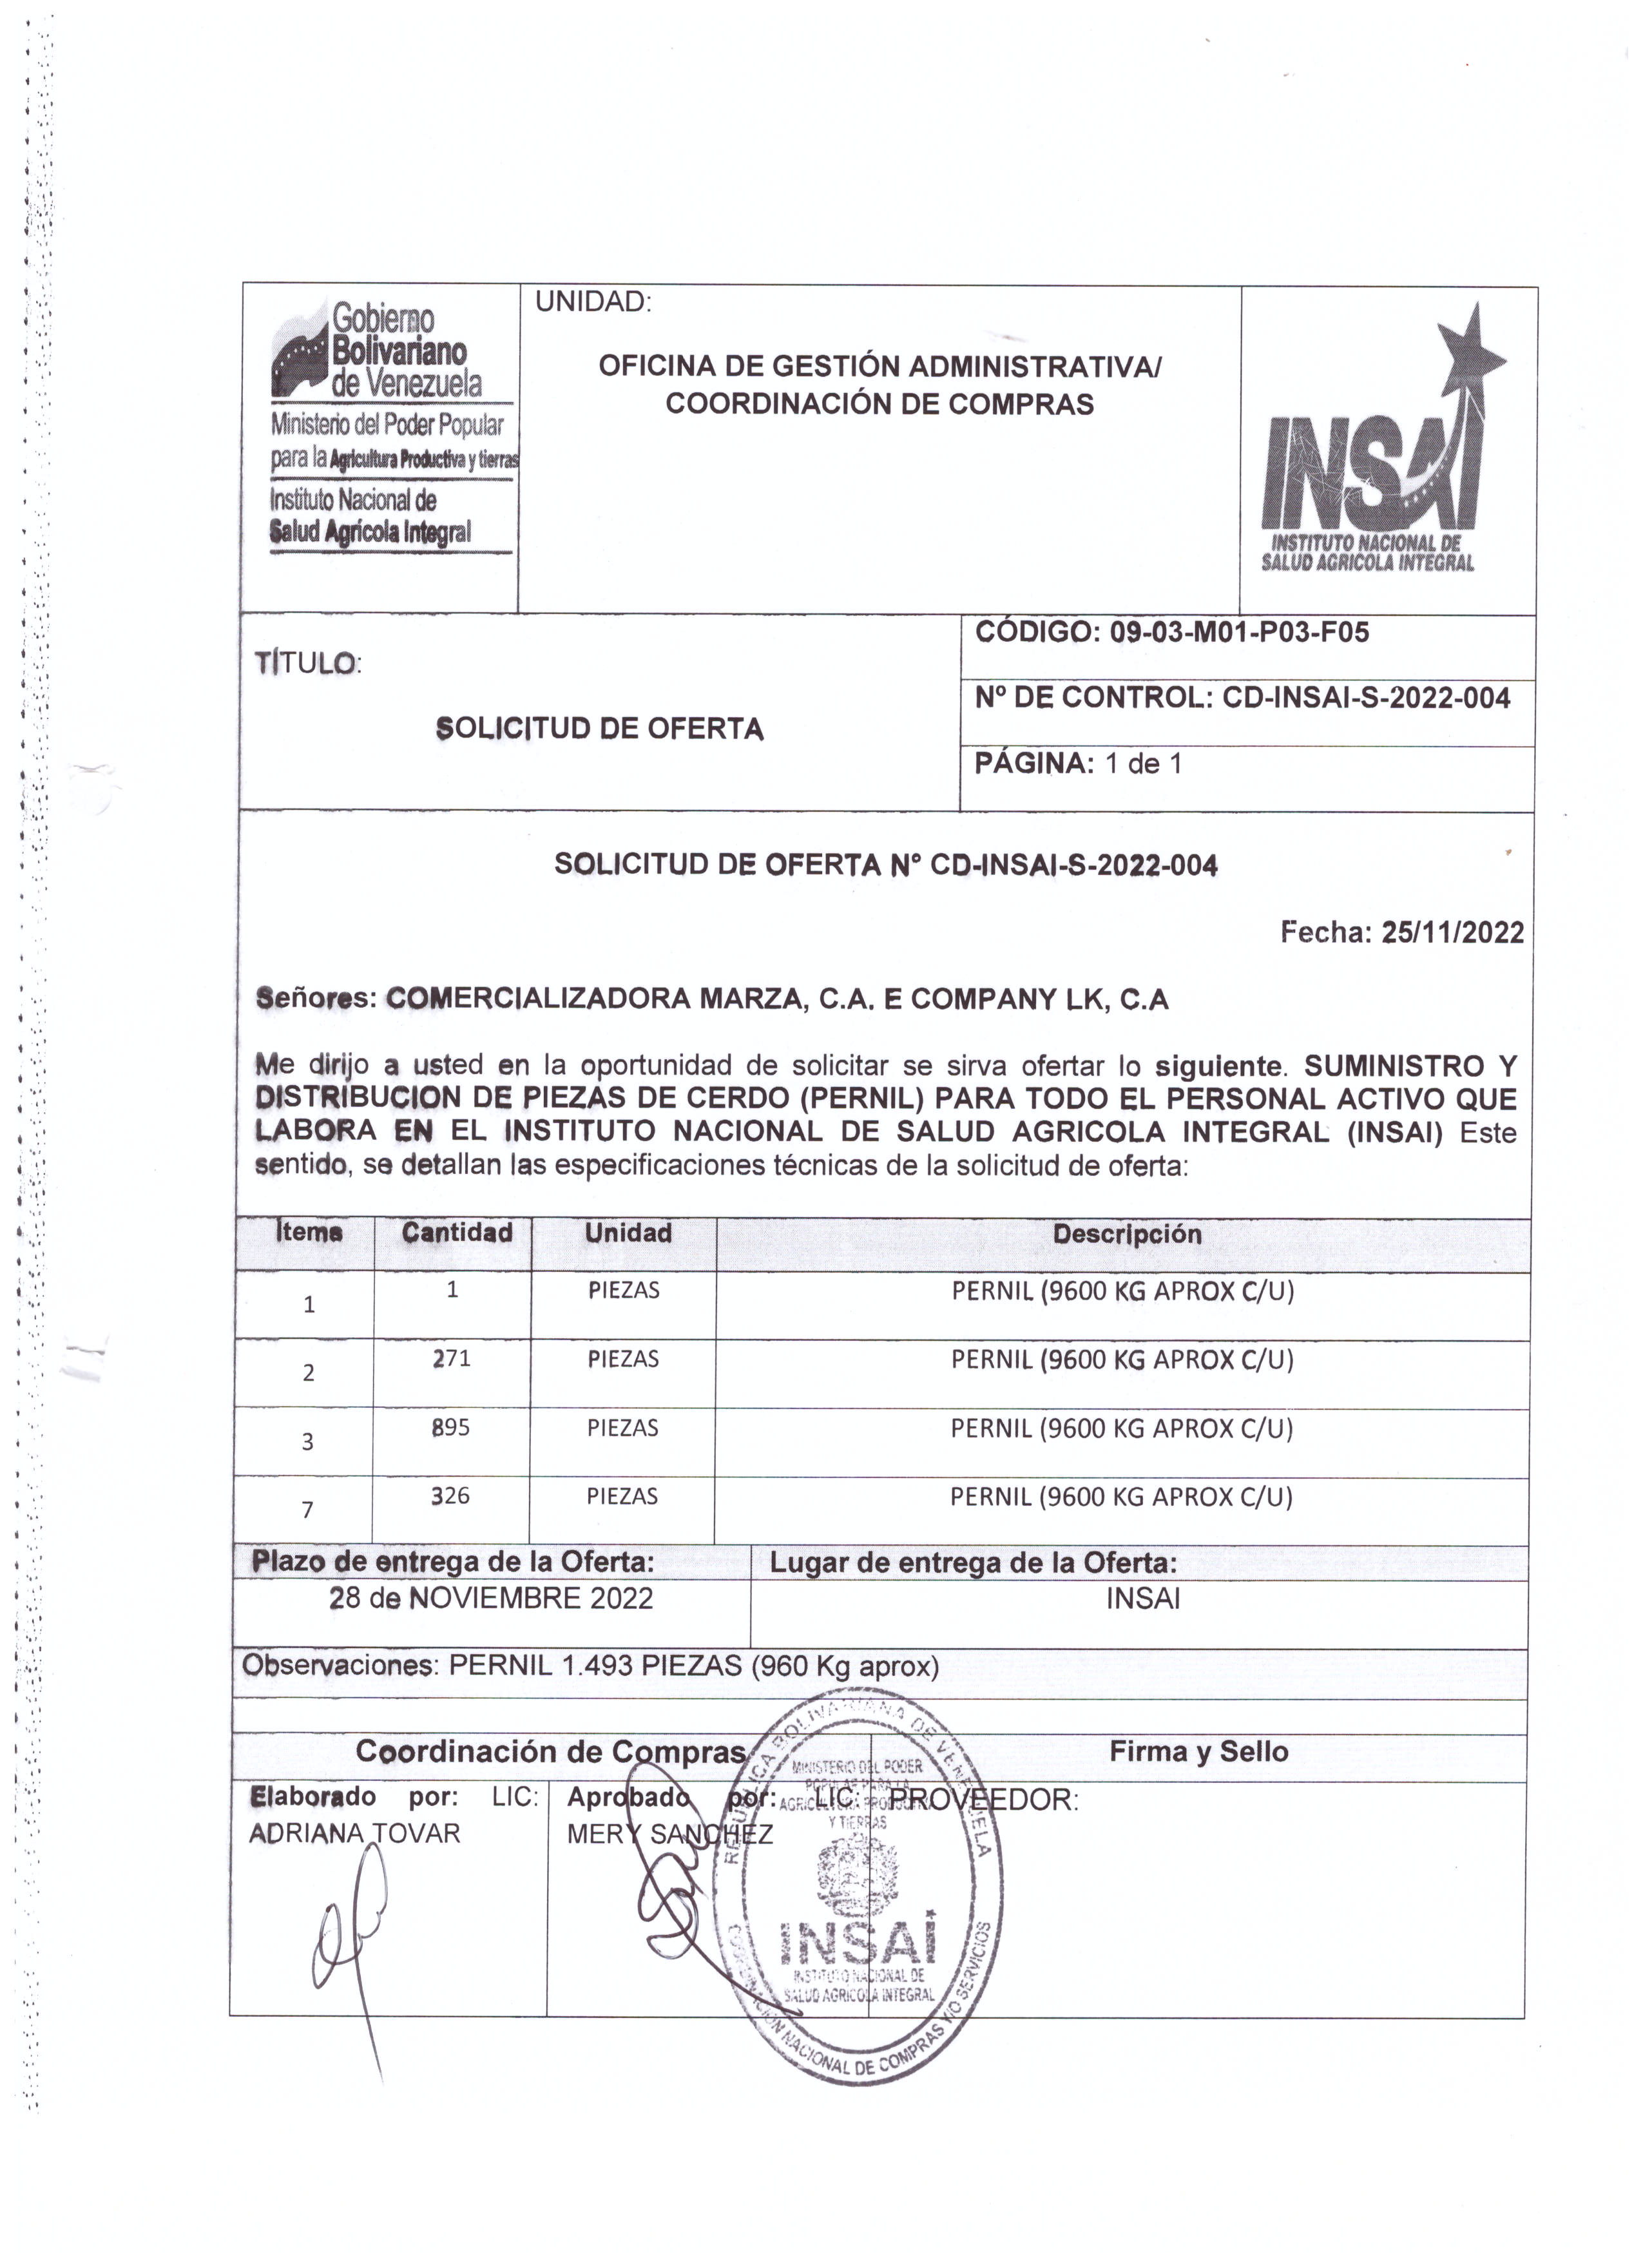 Gobierno
Bolivariano
de Venezuela
Ministerio del Poder Popular
para la Agricultura Productiva y tierras
Instituto Nacional de
Salud Agrícola Integral
UNIDAD:
OFICINA DE GESTIÓN ADMINISTRATIVA/
COORDINACIÓN DE COMPRAS
INSAI
INSTITUTO NACIONAL DE
SALUD AGRICOLA INTEGRAL
TÍTULO:
SOLICITUD DE OFERTA
CÓDIGO: 09-03-M01-P03-F05
Nº DE CONTROL: CD-INSAI-S-2022-004
PÁGINA: 1 de 1
SOLICITUD DE OFERTA Nº CD-INSAI-S-2022-004
Fecha: 25/11/2022
Señores: COMERCIALIZADORA MARZA, C.A. E COMPANY LK, C.A
Me dirijo a usted en la oportunidad de solicitar se sirva ofertar lo siguiente. SUMINISTRO Y
DISTRIBUCION DE PIEZAS DE CERDO (PERNIL) PARA TODO EL PERSONAL ACTIVO QUE
LABORA EN EL INSTITUTO NACIONAL DE SALUD AGRICOLA INTEGRAL (INSAI) Este
sentido, se detallan las especificaciones técnicas de la solicitud de oferta:
Items Cantidad Unidad Descripción
1 1 PIEZAS PERNIL (9600 KG APROX C/U)
2 271 PIEZAS PERNIL (9600 KG APROX C/U)
3 895 PIEZAS PERNIL (9600 KG APROX C/U)
7 326 PIEZAS PERNIL (9600 KG APROX C/U)
Plazo de entrega de la Oferta: Lugar de entrega de la Oferta:
28 de NOVIEMBRE 2022 INSAI
Observaciones: PERNIL 1.493 PIEZAS (960 Kg aprox)
Coordinación de Compras Firma y Sello
Elaborado por: LIC: Aprobado por: LIC: PROVEEDOR:
ADRIANA TOVAR MERY SANCHEZ
REPUBLICA BOLIVARIANA DE VENEZUELA
MINISTERIO DEL PODER
POPULAR PARA LA
AGRICULTURA PRODUCTIVA
Y TIERRAS
INSAI
INSTITUTO NACIONAL DE
SALUD AGRICOLA INTEGRAL
COORDINACIÓN NACIONAL DE COMPRAS Y/O SERVICIOS